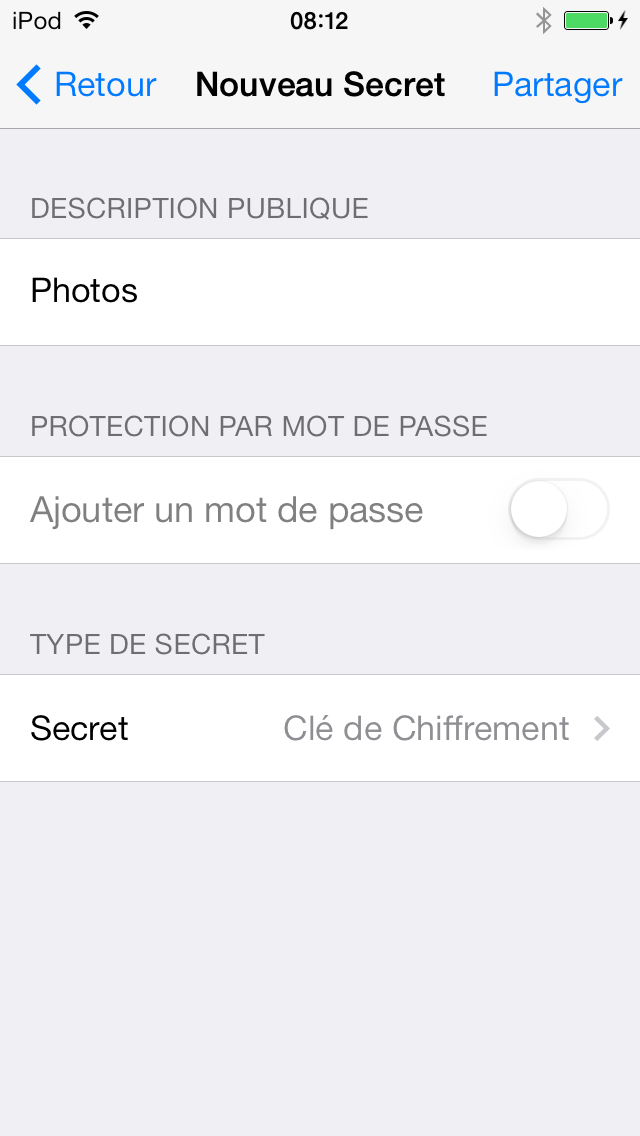 iPod 08:12
Retour Nouveau Secret Partager
DESCRIPTION PUBLIQUE
Photos
PROTECTION PAR MOT DE PASSE
Ajouter un mot de passe
TYPE DE SECRET
Secret Clé de Chiffrement